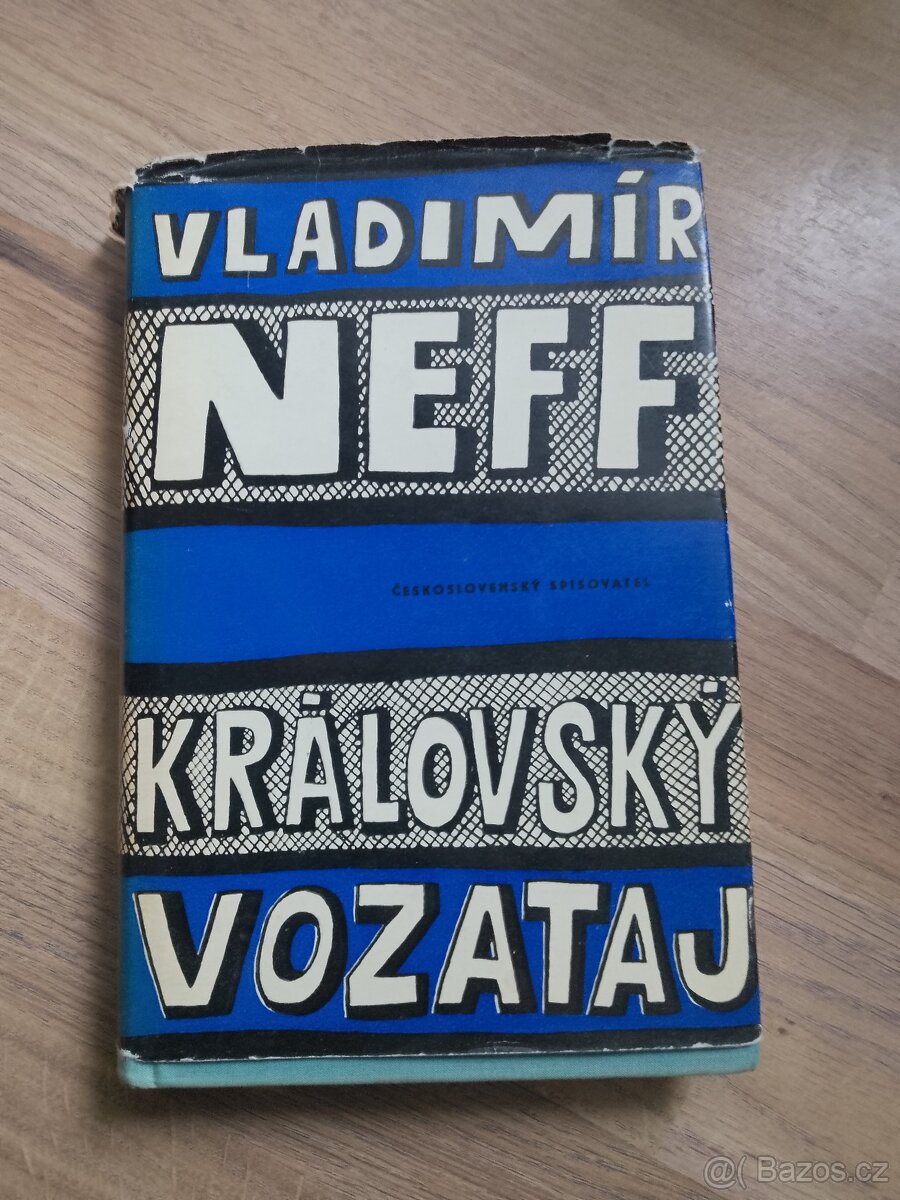 VLADIMÍR
NEFF
ČESKOSLOVENSKÝ SPISOVATEL
KRÁLOVSKÝ
VOZATAJ
@( Bazos.cz